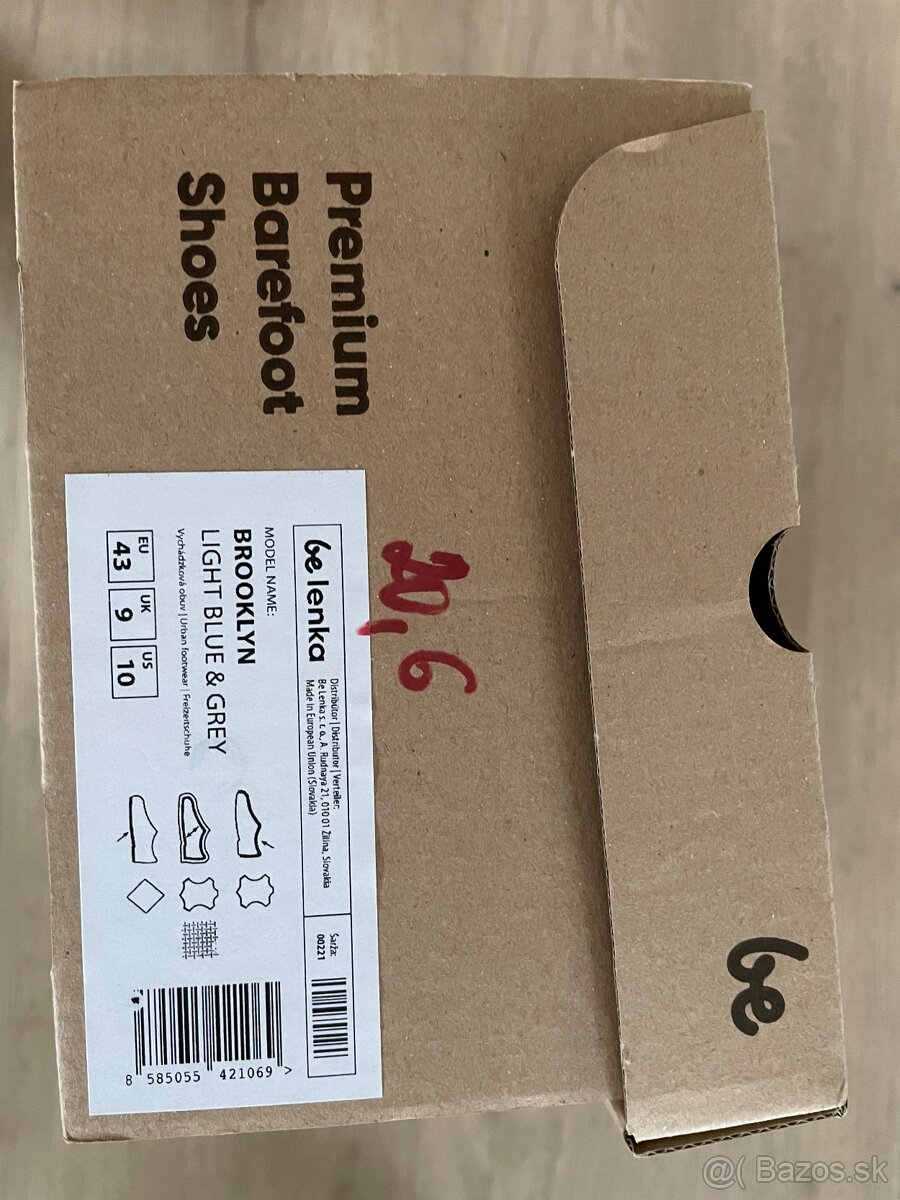 Premium
Barefoot
Shoes
be
20,6
be lenka
Distribútor | Distributor | Verteiler:
Be Lenka s. r. o., A. Rudnaya 21, 010 01 Žilina, Slovakia
Made in European Union (Slovakia)
Šarža:
00221
MODEL NAME:
BROOKLYN
LIGHT BLUE & GREY
Vychádzková obuv | Urban footwear | Freizeitschuhe
EU
43
UK
9
US
10
8 585055 421069 >
@( Bazos.sk